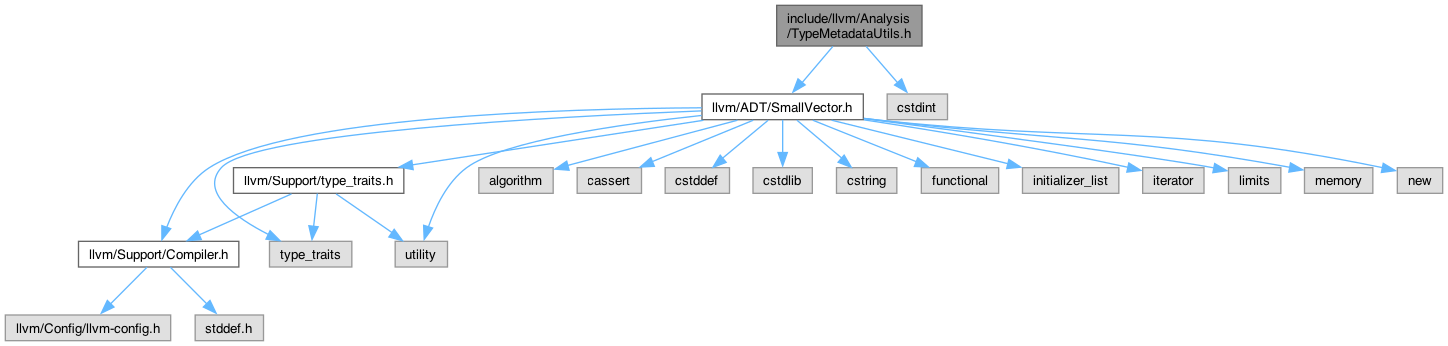 include/llvm/Analysis
/TypeMetadataUtils.h
llvm/ADT/SmallVector.h
cstdint
llvm/Support/type_traits.h
algorithm
cassert
cstddef
cstdlib
cstring
functional
initializer_list
iterator
limits
memory
new
llvm/Support/Compiler.h
type_traits
utility
llvm/Config/llvm-config.h
stddef.h